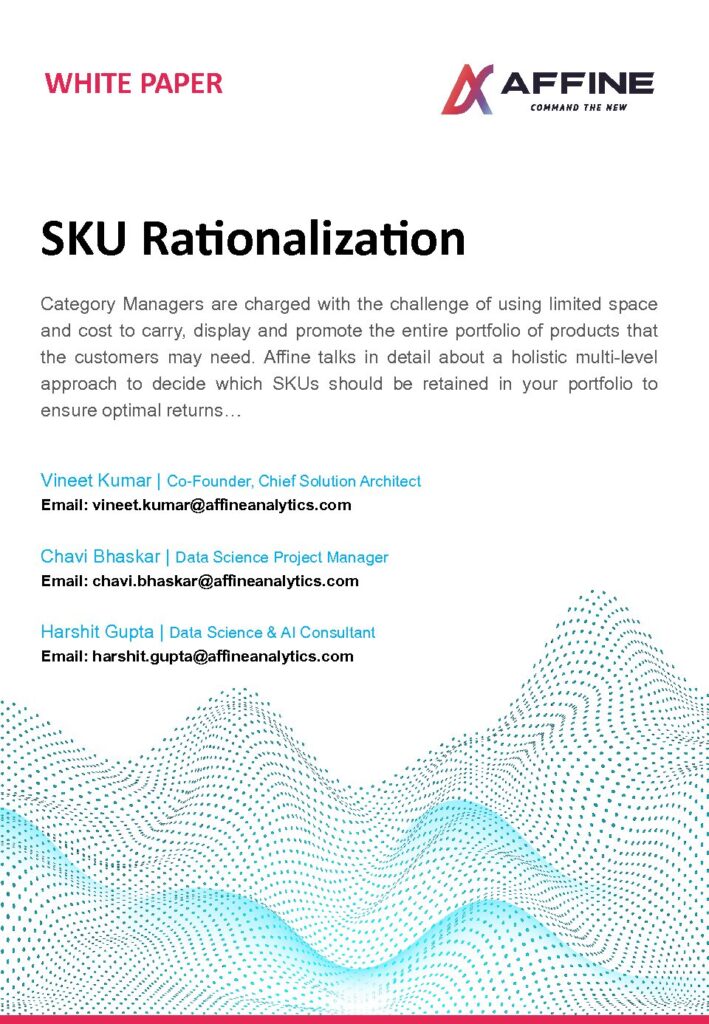 WHITE PAPER
AFFINE
COMMAND THE NEW
SKU Rationalization
Category Managers are charged with the challenge of using limited space
and cost to carry, display and promote the entire portfolio of products that
the customers may need. Affine talks in detail about a holistic multi-level
approach to decide which SKUs should be retained in your portfolio to
ensure optimal returns…
Vineet Kumar | Co-Founder, Chief Solution Architect
Email: vineet.kumar@affineanalytics.com
Chavi Bhaskar | Data Science Project Manager
Email: chavi.bhaskar@affineanalytics.com
Harshit Gupta | Data Science & AI Consultant
Email: harshit.gupta@affineanalytics.com